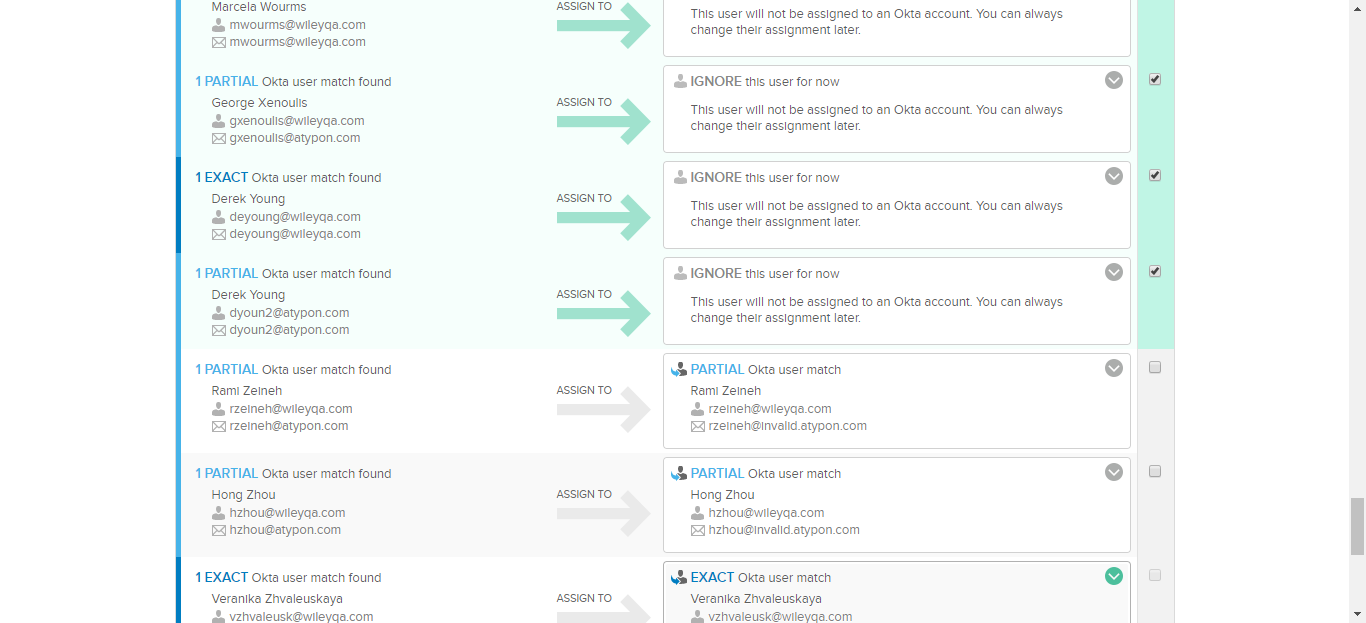 Marcela Wourms
mwourms@wileyqa.com
mwourms@wileyqa.com
ASSIGN TO
This user will not be assigned to an Okta account. You can always
change their assignment later.
1 PARTIAL Okta user match found
George Xenoulis
gxenoulis@wileyqa.com
gxenoulis@atypon.com
ASSIGN TO
IGNORE this user for now
This user will not be assigned to an Okta account. You can always
change their assignment later.
1 EXACT Okta user match found
Derek Young
deyoung@wileyqa.com
deyoung@wileyqa.com
ASSIGN TO
IGNORE this user for now
This user will not be assigned to an Okta account. You can always
change their assignment later.
1 PARTIAL Okta user match found
Derek Young
dyoun2@atypon.com
dyoun2@atypon.com
ASSIGN TO
IGNORE this user for now
This user will not be assigned to an Okta account. You can always
change their assignment later.
1 PARTIAL Okta user match found
Rami Zeineh
rzeineh@wileyqa.com
rzeineh@atypon.com
ASSIGN TO
PARTIAL Okta user match
Rami Zeineh
rzeineh@wileyqa.com
rzeineh@invalid.atypon.com
1 PARTIAL Okta user match found
Hong Zhou
hzhou@wileyqa.com
hzhou@atypon.com
ASSIGN TO
PARTIAL Okta user match
Hong Zhou
hzhou@wileyqa.com
hzhou@invalid.atypon.com
1 EXACT Okta user match found
Veranika Zhvaleuskaya
vzhvaleusk@wileyqa.com
ASSIGN TO
EXACT Okta user match
Veranika Zhvaleuskaya
vzhvaleusk@wileyqa.com